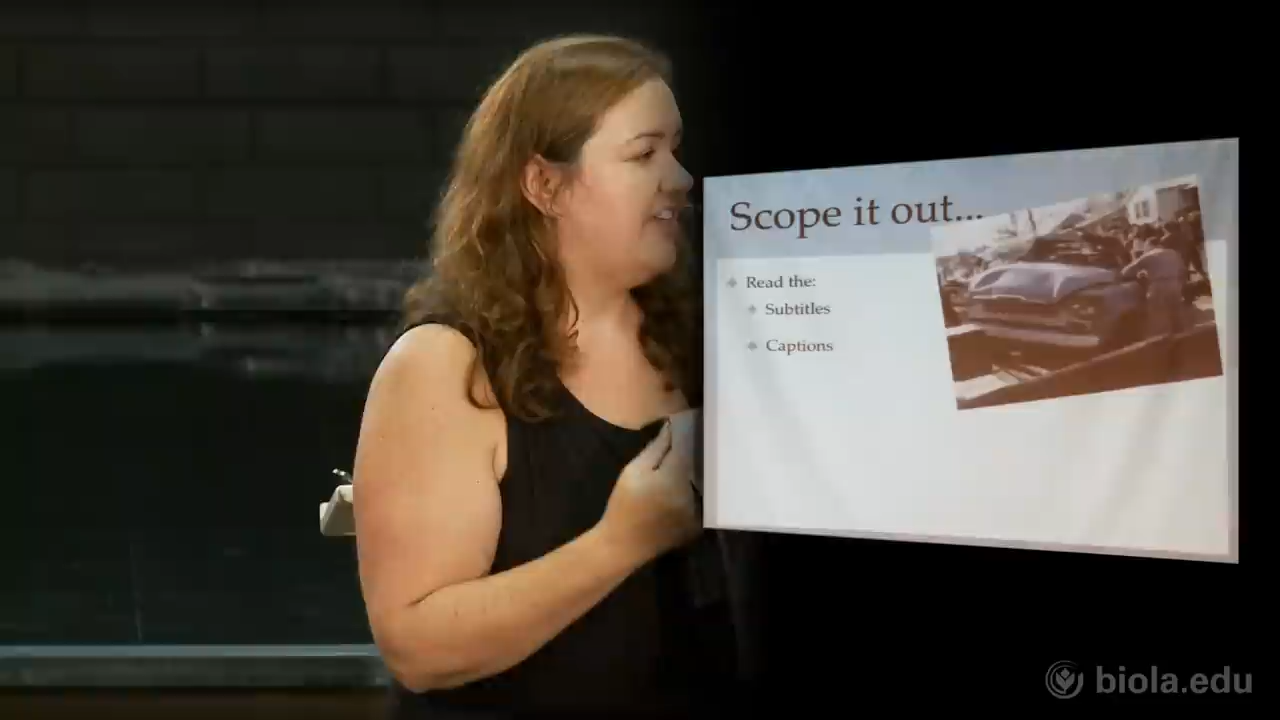 Scope it out...
Read the:
Subtitles
Captions
biola.edu